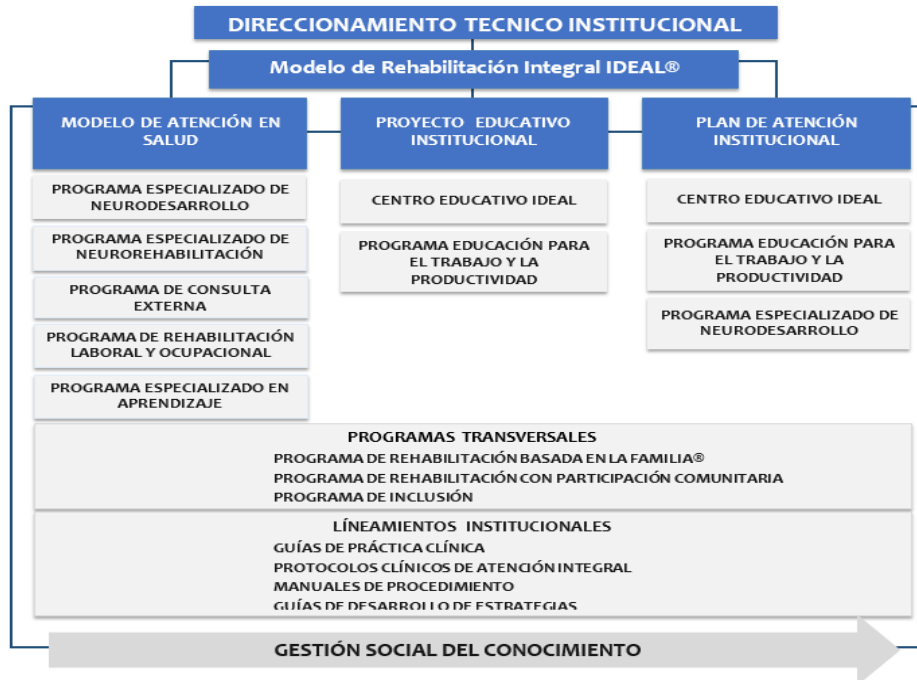 DIRECCIONAMIENTO TECNICO INSTITUCIONAL
Modelo de Rehabilitación Integral IDEAL®
MODELO DE ATENCIÓN EN
SALUD
PROGRAMA ESPECIALIZADO DE
NEURODESARROLLO
PROGRAMA ESPECIALIZADO DE
NEUROREHABILITACIÓN
PROGRAMA DE CONSULTA
EXTERNA
PROGRAMA DE REHABILITACIÓN
LABORAL Y OCUPACIONAL
PROGRAMA ESPECIALIZADO EN
APRENDIZAJE
PROYECTO EDUCATIVO
INSTITUCIONAL
CENTRO EDUCATIVO IDEAL
PROGRAMA EDUCACIÓN PARA
EL TRABAJO Y LA
PRODUCTIVIDAD
PLAN DE ATENCIÓN
INSTITUCIONAL
CENTRO EDUCATIVO IDEAL
PROGRAMA EDUCACIÓN PARA
EL TRABAJO Y LA
PRODUCTIVIDAD
PROGRAMA ESPECIALIZADO DE
NEURODESARROLLO
PROGRAMAS TRANSVERSALES
PROGRAMA DE REHABILITACIÓN BASADA EN LA FAMILIA®
PROGRAMA DE REHABILITACIÓN CON PARTICIPACIÓN COMUNITARIA
PROGRAMA DE INCLUSIÓN
LÍNEAMIENTOS INSTITUCIONALES
GUÍAS DE PRÁCTICA CLÍNICA
PROTOCOLOS CLÍNICOS DE ATENCIÓN INTEGRAL
MANUALES DE PROCEDIMIENTO
GUÍAS DE DESARROLLO DE ESTRATEGIAS
GESTIÓN SOCIAL DEL CONOCIMIENTO